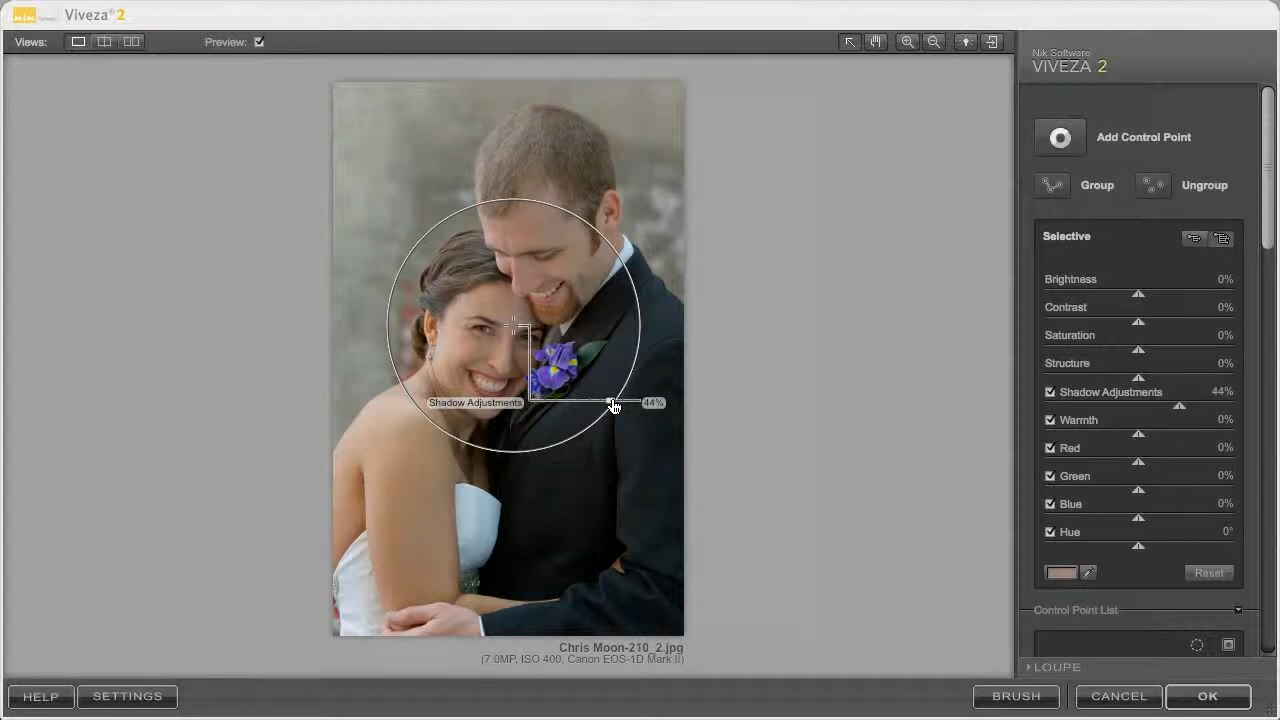 nik Viveza® 2
Views: Preview:
Nik Software
VIVEZA 2
Add Control Point
Group Ungroup
Selective
Brightness 0%
Contrast 0%
Saturation 0%
Structure 0%
Shadow Adjustments 44%
Warmth 0%
Red 0%
Green 0%
Blue 0%
Hue 0°
Reset
Control Point List
LOUPE
Shadow Adjustments 44%
Chris Moon-210_2.jpg
(7.0MP, ISO 400, Canon EOS-1D Mark II)
HELP SETTINGS BRUSH CANCEL OK